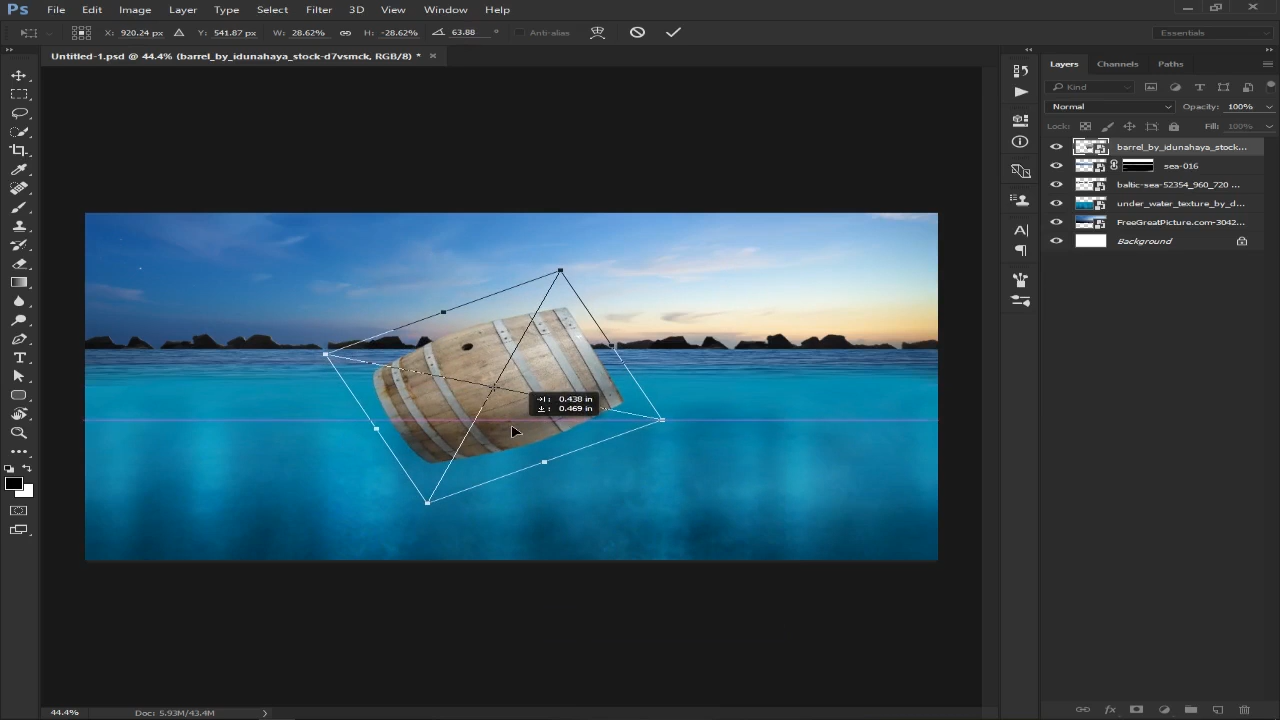 Ps File Edit Image Layer Type Select Filter 3D View Window Help
X: 920.24 px Y: 541.87 px W: 28.62% H: -28.62% 63.88 ° Anti-alias Essentials
Untitled-1.psd @ 44.4% (barrel_by_idunahaya_stock-d7vsmck, RGB/8) * ×
Layers Channels Paths
Kind
Normal Opacity: 100%
Lock: Fill: 100%
barrel_by_idunahaya_stock...
sea-016
baltic-sea-52354_960_720 ...
under_water_texture_by_d...
FreeGreatPicture.com-3042...
Background
0.438 in
0.469 in
44.4% Doc: 5.93M/43.4M